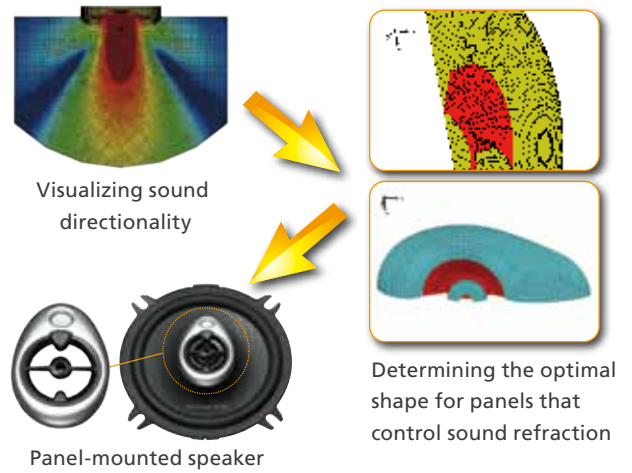 Visualizing sound
directionality
Determining the optimal
shape for panels that
control sound refraction
Panel-mounted speaker